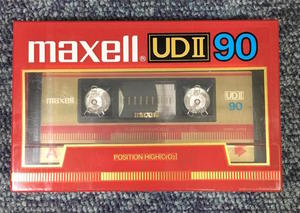 maxell® UDII 90
maxell UDII
90
A
POSITION HIGH(CrO₂)